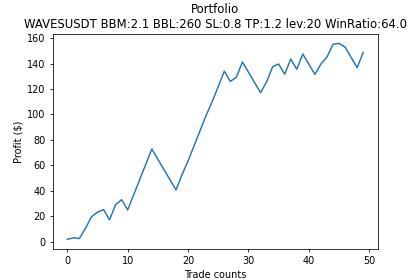 Portfolio
WAVESUSDT BBM:2.1 BBL:260 SL:0.8 TP:1.2 lev:20 WinRatio:64.0
160
140
120
100
80
60
40
20
0
Profit ($)
0 10 20 30 40 50
Trade counts